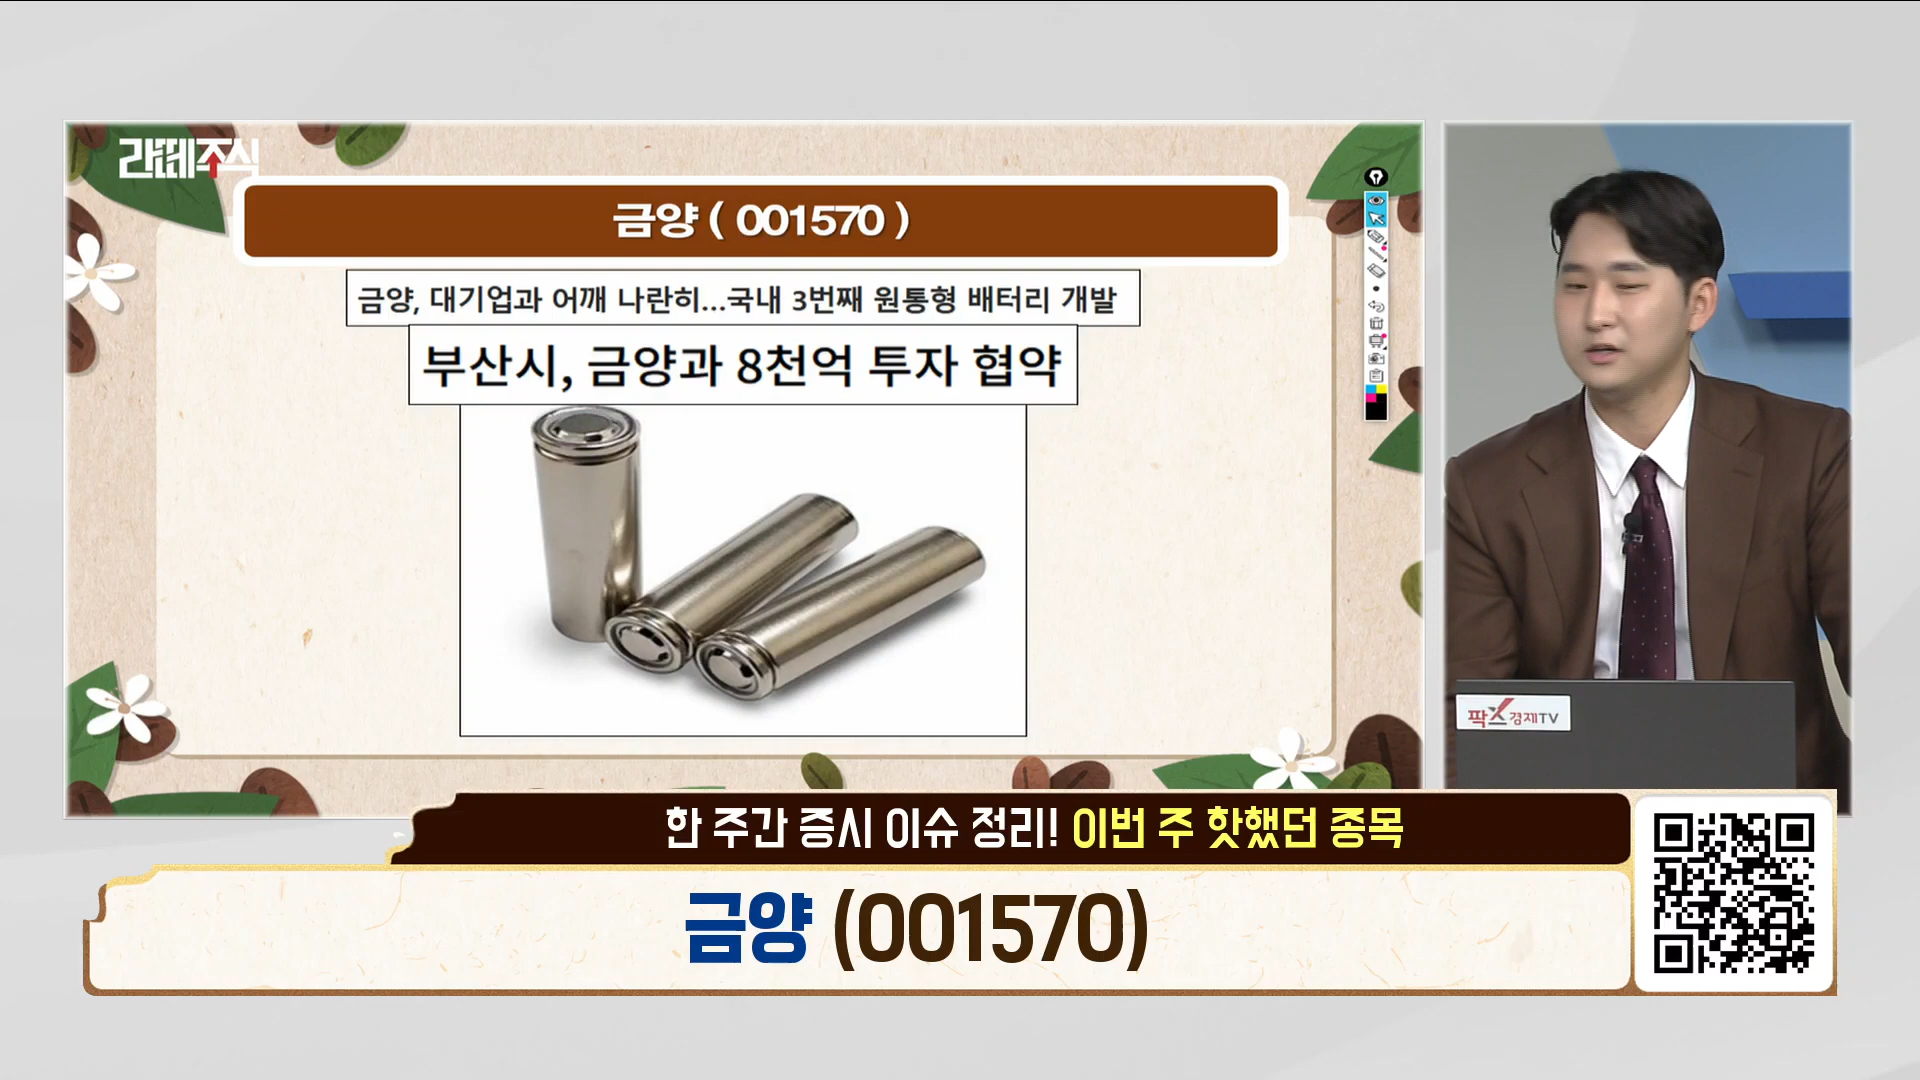 라떼주식
금양 ( 001570 )
금양, 대기업과 어깨 나란히...국내 3번째 원통형 배터리 개발
부산시, 금양과 8천억 투자 협약
팍스경제TV
한 주간 증시 이슈 정리! 이번 주 핫했던 종목
금양 (001570)